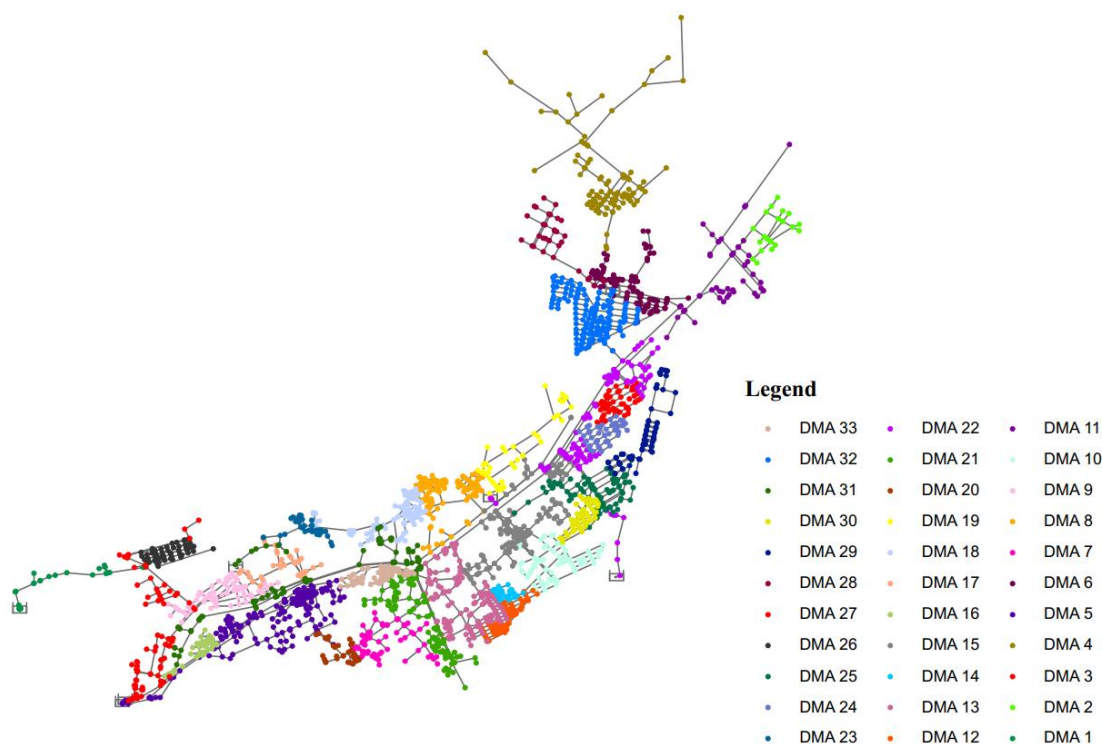 Legend
DMA 33 DMA 22 DMA 11
DMA 32 DMA 21 DMA 10
DMA 31 DMA 20 DMA 9
DMA 30 DMA 19 DMA 8
DMA 29 DMA 18 DMA 7
DMA 28 DMA 17 DMA 6
DMA 27 DMA 16 DMA 5
DMA 26 DMA 15 DMA 4
DMA 25 DMA 14 DMA 3
DMA 24 DMA 13 DMA 2
DMA 23 DMA 12 DMA 1